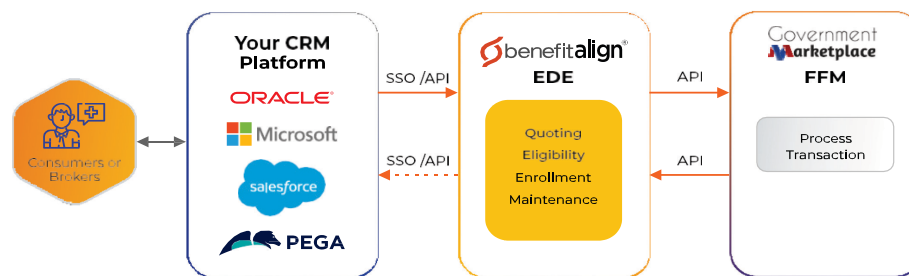 Consumers or
Brokers
Your CRM
Platform
ORACLE®
Microsoft
salesforce
PEGA
SSO /API
SSO /API
benefitalign®
EDE
Quoting
Eligibility
Enrollment
Maintenance
API
API
Government
Marketplace
FFM
Process
Transaction